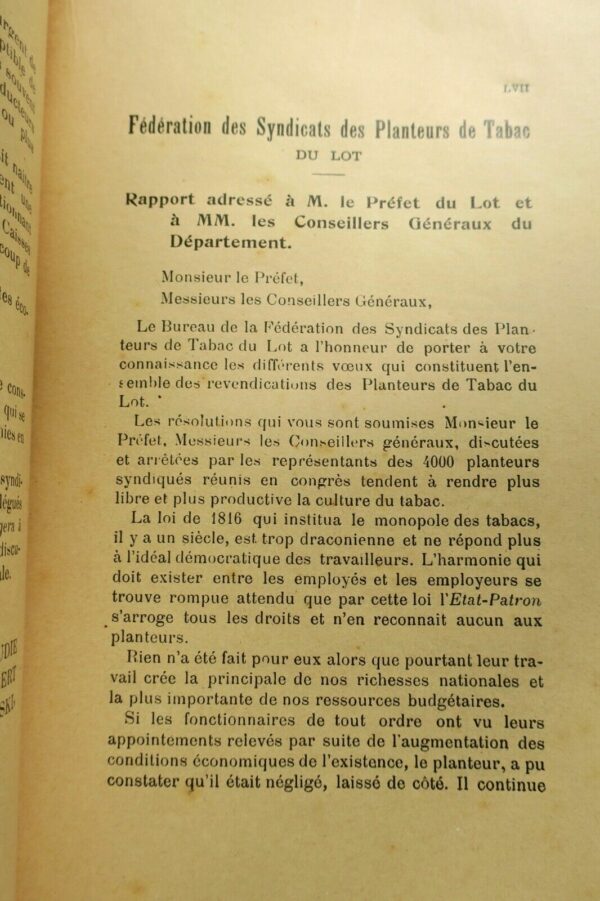 LVII
Fédération des Syndicats des Planteurs de Tabac
DU LOT
Rapport adressé à M. le Préfet du Lot et
à MM. les Conseillers Généraux du
Département.
Monsieur le Préfet,
Messieurs les Conseillers Généraux,
Le Bureau de la Fédération des Syndicats des Plan-
teurs de Tabac du Lot a l'honneur de porter à votre
connaissance les différents vœux qui constituent l'en-
semble des revendications des Planteurs de Tabac du
Lot.
Les résolutions qui vous sont soumises Monsieur le
Préfet, Messieurs les Conseillers généraux, discutées
et arrêtées par les représentants des 4000 planteurs
syndiqués réunis en congrès tendent à rendre plus
libre et plus productive la culture du tabac.
La loi de 1816 qui institua le monopole des tabacs,
il y a un siècle, est trop draconienne et ne répond plus
à l'idéal démocratique des travailleurs. L'harmonie qui
doit exister entre les employés et les employeurs se
trouve rompue attendu que par cette loi l'Etat-Patron
s'arroge tous les droits et n'en reconnait aucun aux
planteurs.
Rien n'a été fait pour eux alors que pourtant leur tra-
vail crée la principale de nos richesses nationales et
la plus importante de nos ressources budgétaires.
Si les fonctionnaires de tout ordre ont vu leurs
appointements relevés par suite de l'augmentation des
conditions économiques de l'existence, le planteur, a pu
constater qu'il était négligé, laissé de côté. Il continue